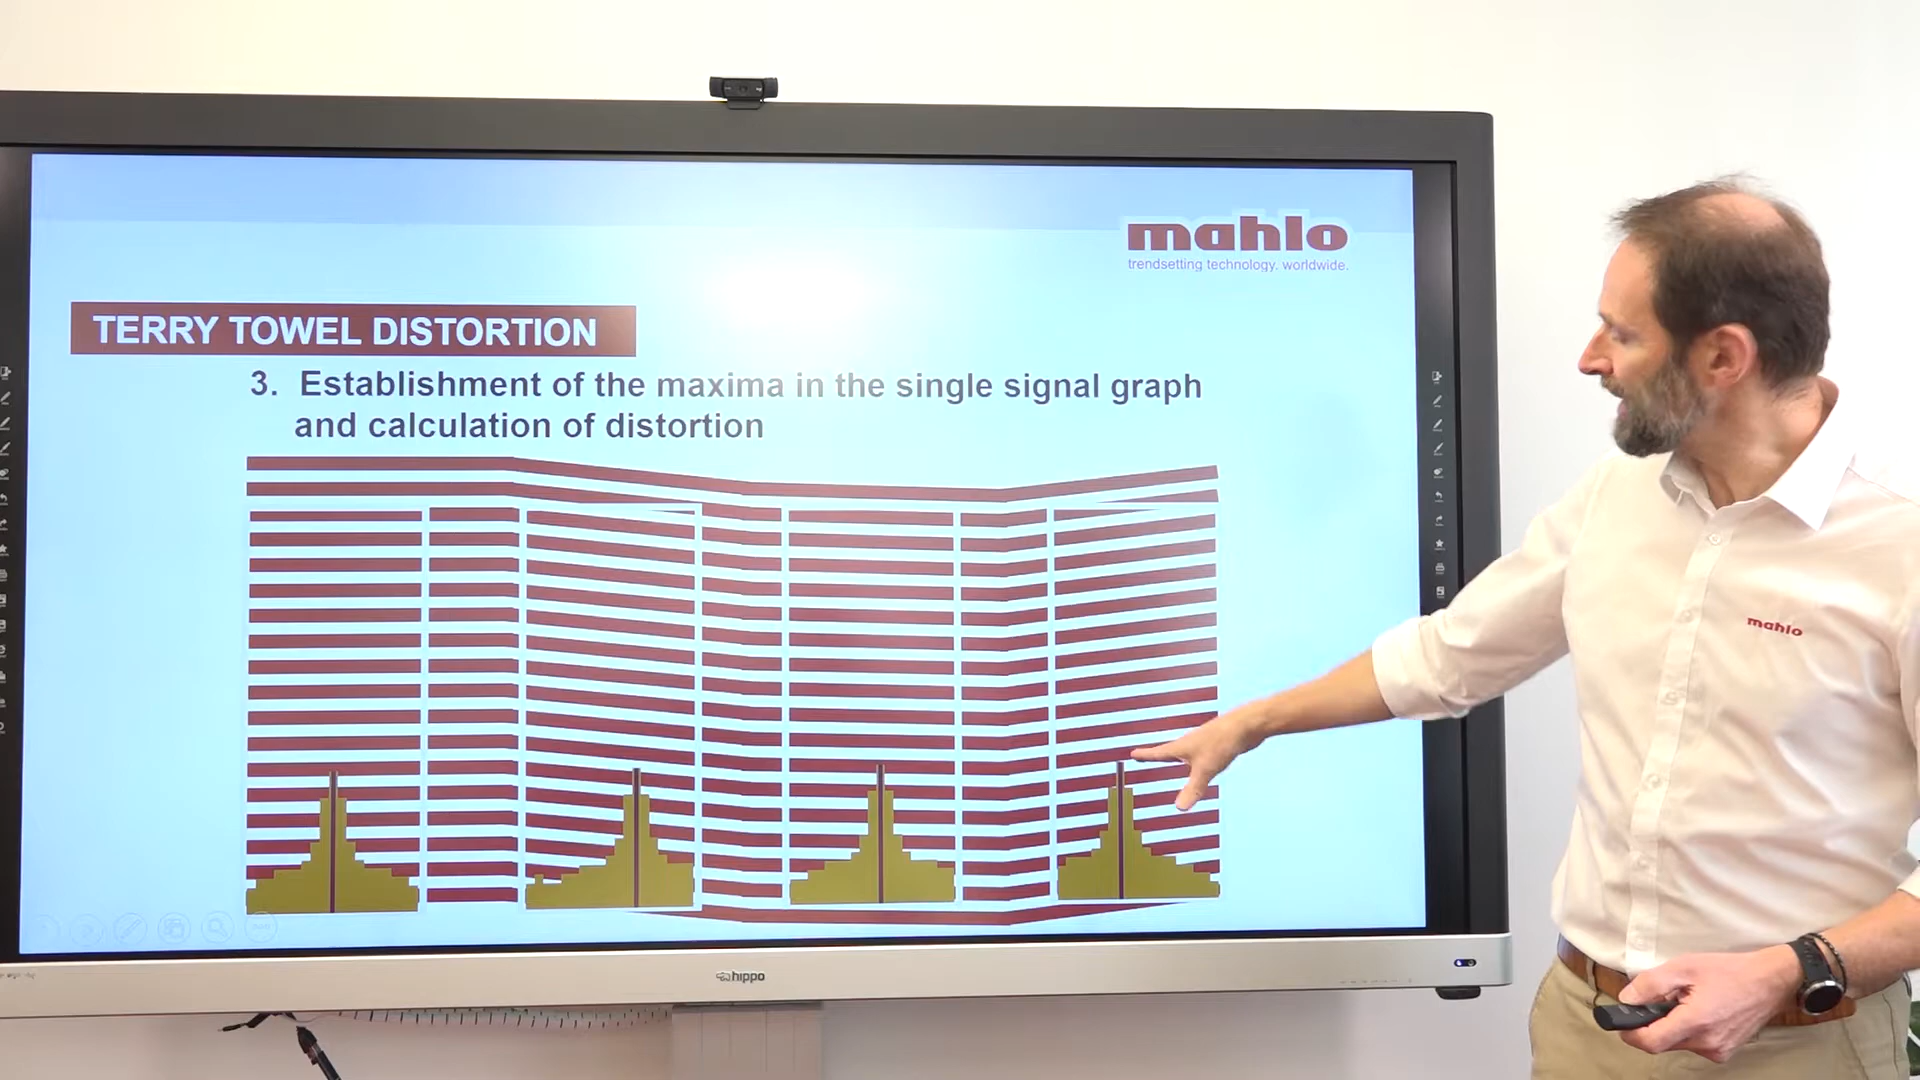 mahlo
trendsetting technology. worldwide.
TERRY TOWEL DISTORTION
3. Establishment of the maxima in the single signal graph
and calculation of distortion
mahlo
hippo